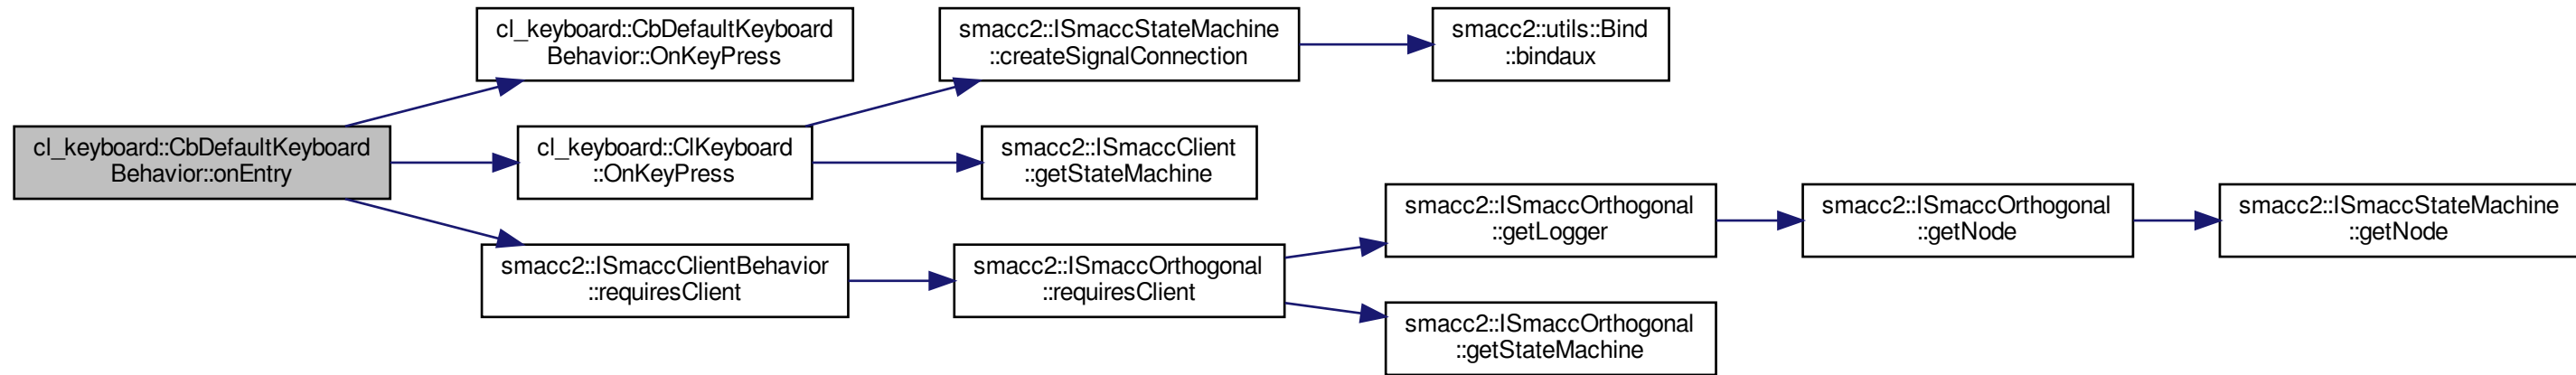 cl_keyboard::CbDefaultKeyboard
Behavior::onEntry
cl_keyboard::CbDefaultKeyboard
Behavior::OnKeyPress
cl_keyboard::ClKeyboard
::OnKeyPress
smacc2::ISmaccClientBehavior
::requiresClient
smacc2::ISmaccStateMachine
::createSignalConnection
smacc2::ISmaccClient
::getStateMachine
smacc2::ISmaccOrthogonal
::requiresClient
smacc2::utils::Bind
::bindaux
smacc2::ISmaccOrthogonal
::getLogger
smacc2::ISmaccOrthogonal
::getStateMachine
smacc2::ISmaccOrthogonal
::getNode
smacc2::ISmaccStateMachine
::getNode